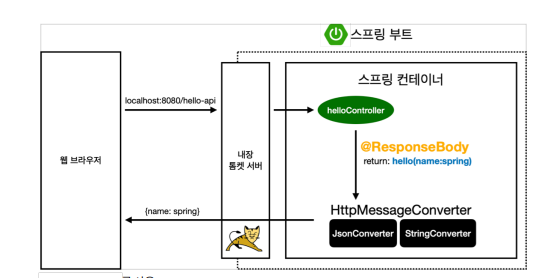 스프링 부트
스프링 컨테이너
localhost:8080/hello-api
helloController
웹 브라우저
내장
톰켓 서버
@ResponseBody
return: hello(name:spring)
{name: spring}
HttpMessageConverter
JsonConverter
StringConverter